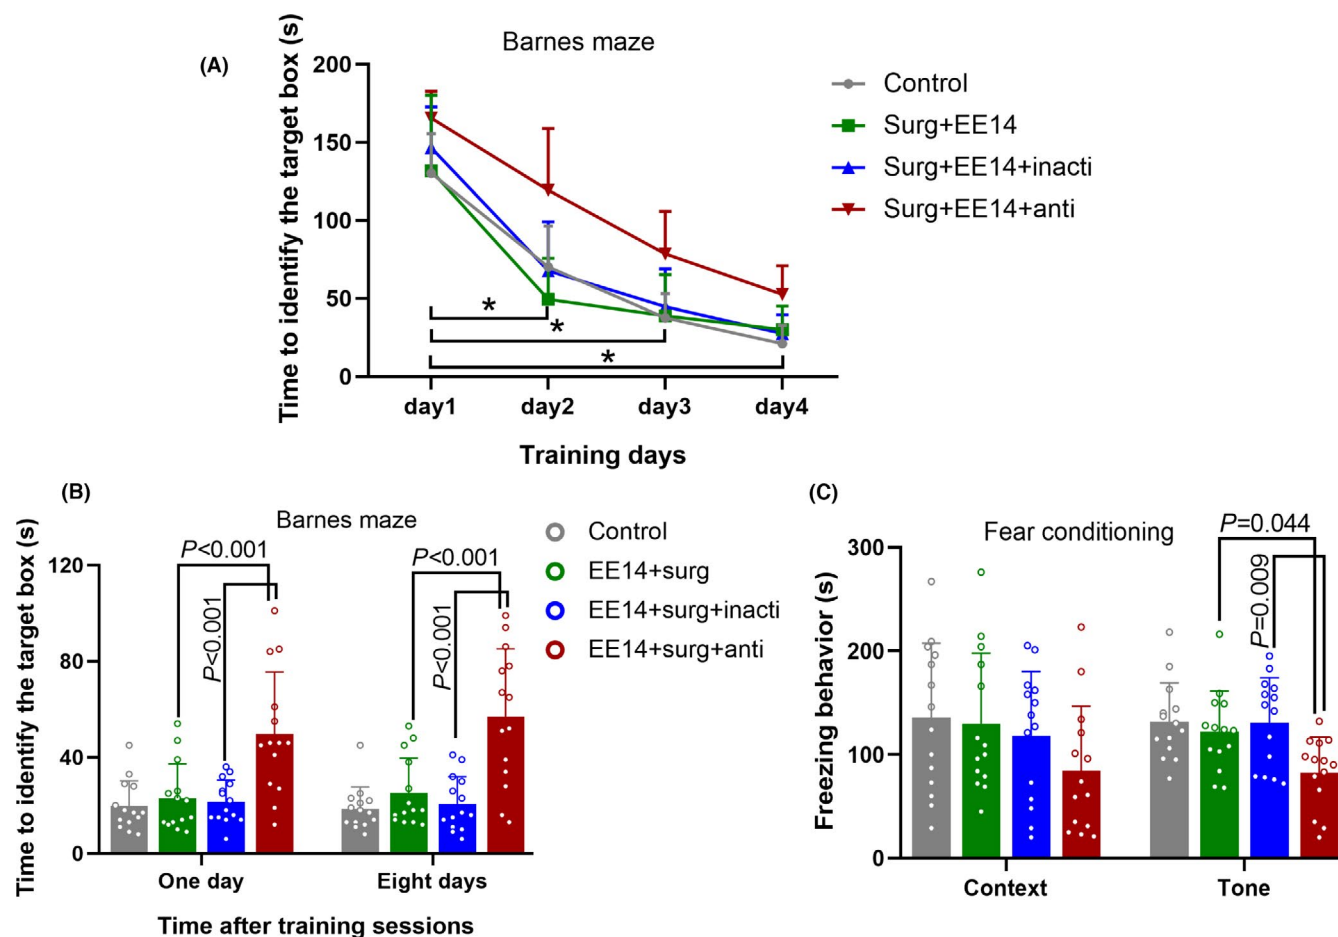 (A)
Barnes maze
Time to identify the target box (s)
200
150
100
50
0
*
*
*
day1 day2 day3 day4
Training days
Control
Surg+EE14
Surg+EE14+inacti
Surg+EE14+anti
(B)
Barnes maze
Time to identify the target box (s)
120
80
40
0
P<0.001
P<0.001
P<0.001
P<0.001
One day Eight days
Time after training sessions
Control
EE14+surg
EE14+surg+inacti
EE14+surg+anti
(C)
Fear conditioning
Freezing behavior (s)
300
200
100
0
P=0.044
P=0.009
Context Tone